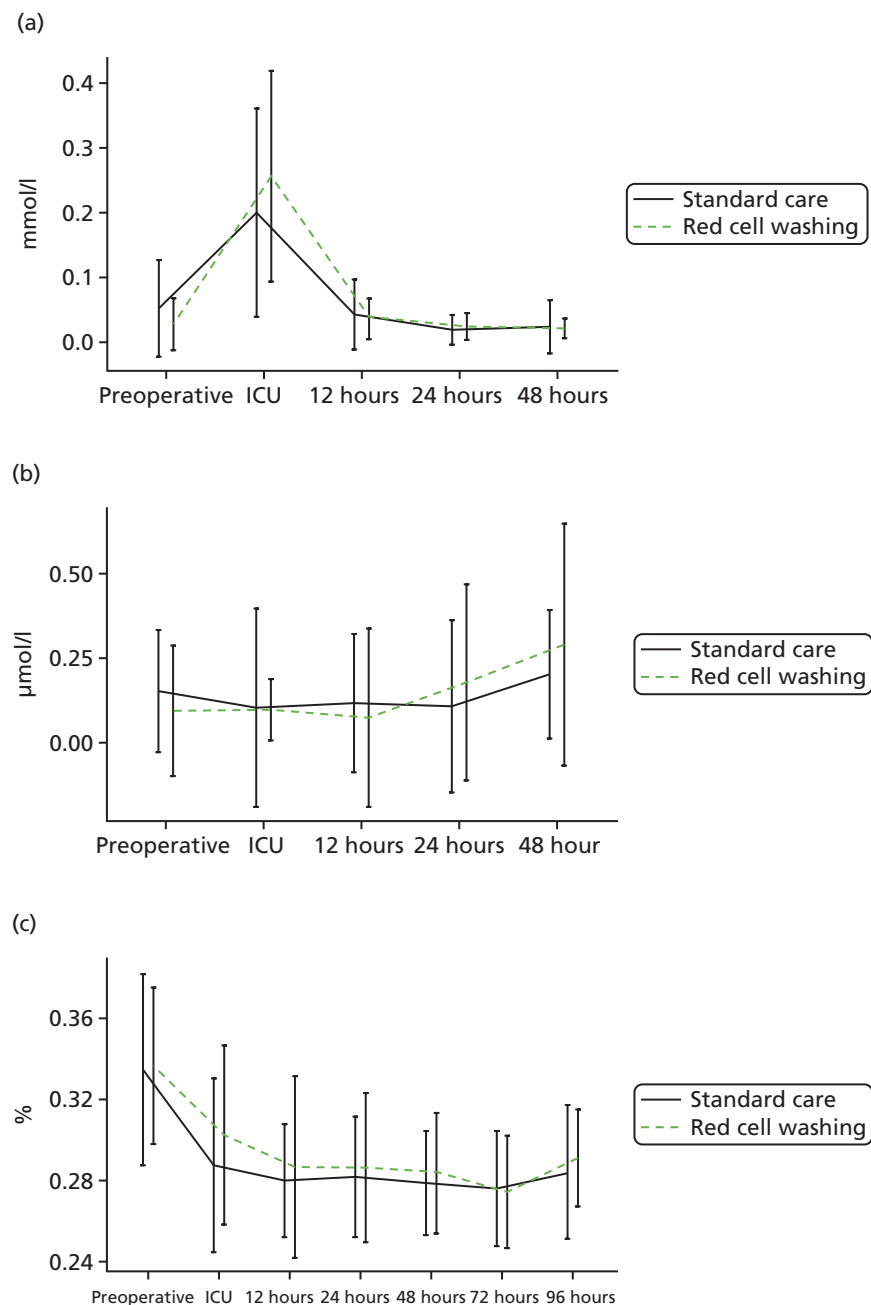 (a)
0.4
0.3
0.2
0.1
0.0
mmol/l
Preoperative ICU 12 hours 24 hours 48 hours
Standard care
Red cell washing
(b)
0.50
0.25
0.00
µmol/l
Preoperative ICU 12 hours 24 hours 48 hour
Standard care
Red cell washing
(c)
0.36
0.32
0.28
0.24
%
Preoperative ICU 12 hours 24 hours 48 hours 72 hours 96 hours
Standard care
Red cell washing